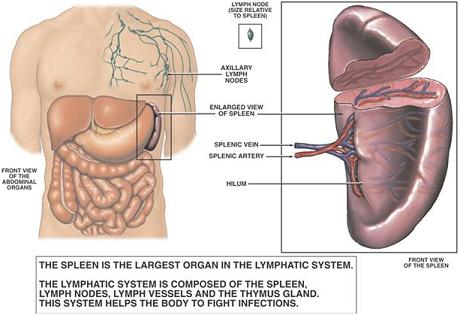 LYMPH NODE
(SIZE RELATIVE
TO SPLEEN)
AXILLARY
LYMPH
NODES
ENLARGED VIEW
OF SPLEEN
SPLENIC VEIN
SPLENIC ARTERY
HILUM
FRONT VIEW
OF THE
ABDOMINAL
ORGANS
FRONT VIEW
OF THE SPLEEN
THE SPLEEN IS THE LARGEST ORGAN IN THE LYMPHATIC SYSTEM.
THE LYMPHATIC SYSTEM IS COMPOSED OF THE SPLEEN,
LYMPH NODES, LYMPH VESSELS AND THE THYMUS GLAND.
THIS SYSTEM HELPS THE BODY TO FIGHT INFECTIONS.